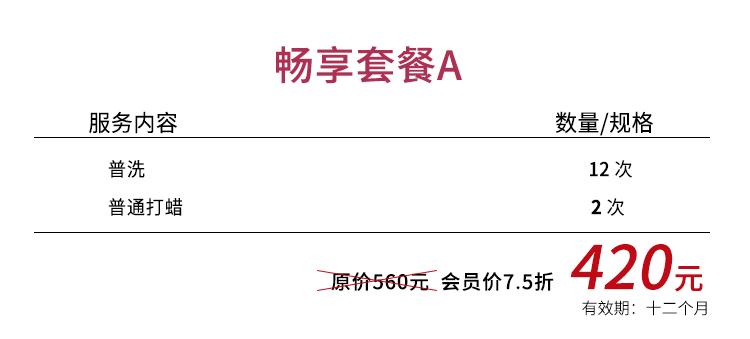 畅享套餐A
服务内容 数量/规格
普洗 12 次
普通打蜡 2 次
原价560元 会员价7.5折 420元
有效期：十二个月